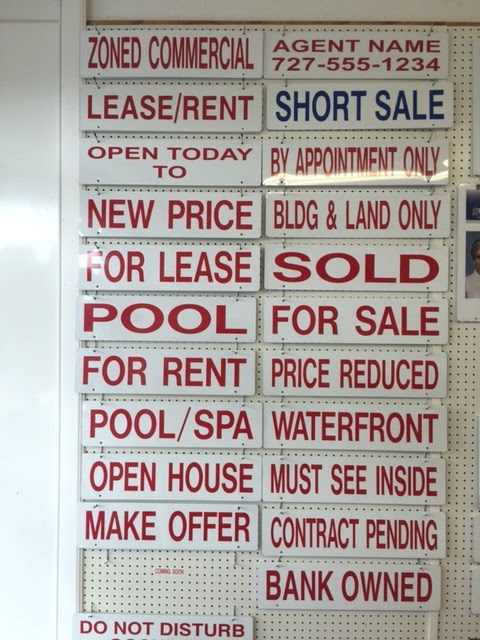 ZONED COMMERCIAL
LEASE/RENT
OPEN TODAY
TO
NEW PRICE
FOR LEASE
POOL
FOR RENT
POOL/SPA
OPEN HOUSE
MAKE OFFER
COMING SOON
DO NOT DISTURB
AGENT NAME
727-555-1234
SHORT SALE
BY APPOINTMENT ONLY
BLDG & LAND ONLY
SOLD
FOR SALE
PRICE REDUCED
WATERFRONT
MUST SEE INSIDE
CONTRACT PENDING
BANK OWNED